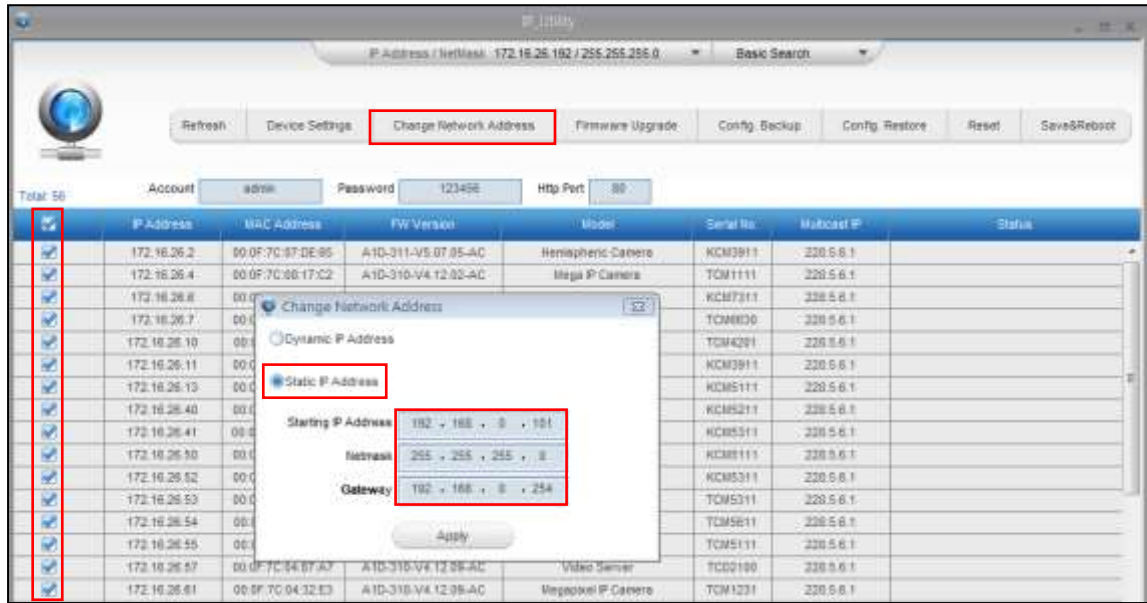 IP_Utility
IP Address / NetMask 172.16.26.192 / 255.255.255.0 Basic Search
Refresh Device Settings Change Network Address Firmware Upgrade Config. Backup Config. Restore Reset Save&Reboot
Total: 56 Account admin Password 123456 Http Port 80
IP Address MAC Address FW Version Model Serial No. Multicast IP Status
172.16.26.2 00:0F:7C:07:DE:85 A1D-311-V5.07.05-AC Hemispheric Camera KCM3911 228.5.6.1
172.16.26.4 00:0F:7C:08:17:C2 A1D-310-V4.12.02-AC Mega IP Camera TCM1111 228.5.6.1
172.16.26.6 KCM7311 228.5.6.1
172.16.26.7 TCM6630 228.5.6.1
172.16.26.10 TCM4201 228.5.6.1
172.16.26.11 KCM3911 228.5.6.1
172.16.26.13 KCM5111 228.5.6.1
172.16.26.40 KCM5211 228.5.6.1
172.16.26.41 KCM5311 228.5.6.1
172.16.26.50 228.5.6.1
172.16.26.52 KCM5311 228.5.6.1
172.16.26.53 TCM5311 228.5.6.1
172.16.26.54 TCM5611 228.5.6.1
172.16.26.55 TCM5111 228.5.6.1
172.16.26.57 A1D-310-V4.12.09-AC Video Server TCD2100 228.5.6.1
172.16.26.61 00:0F:7C:04:32:E3 A1D-310-V4.12.09-AC Megapixel IP Camera TCM1231 228.5.6.1
Change Network Address
Dynamic IP Address
Static IP Address
Starting IP Address 192 . 168 . 0 . 101
Netmask 255 . 255 . 255 . 0
Gateway 192 . 168 . 0 . 254
Apply